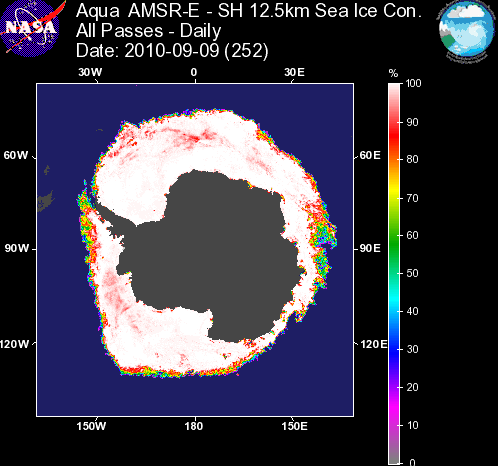 Aqua AMSR-E - SH 12.5km Sea Ice Con.
All Passes - Daily
Date: 2010-09-09 (252)
NASA
30W 0 30E %
100
90
60W 60E
80
70
60
90W 90E
50
40
30
120W 120E
20
10
0
150W 180 150E